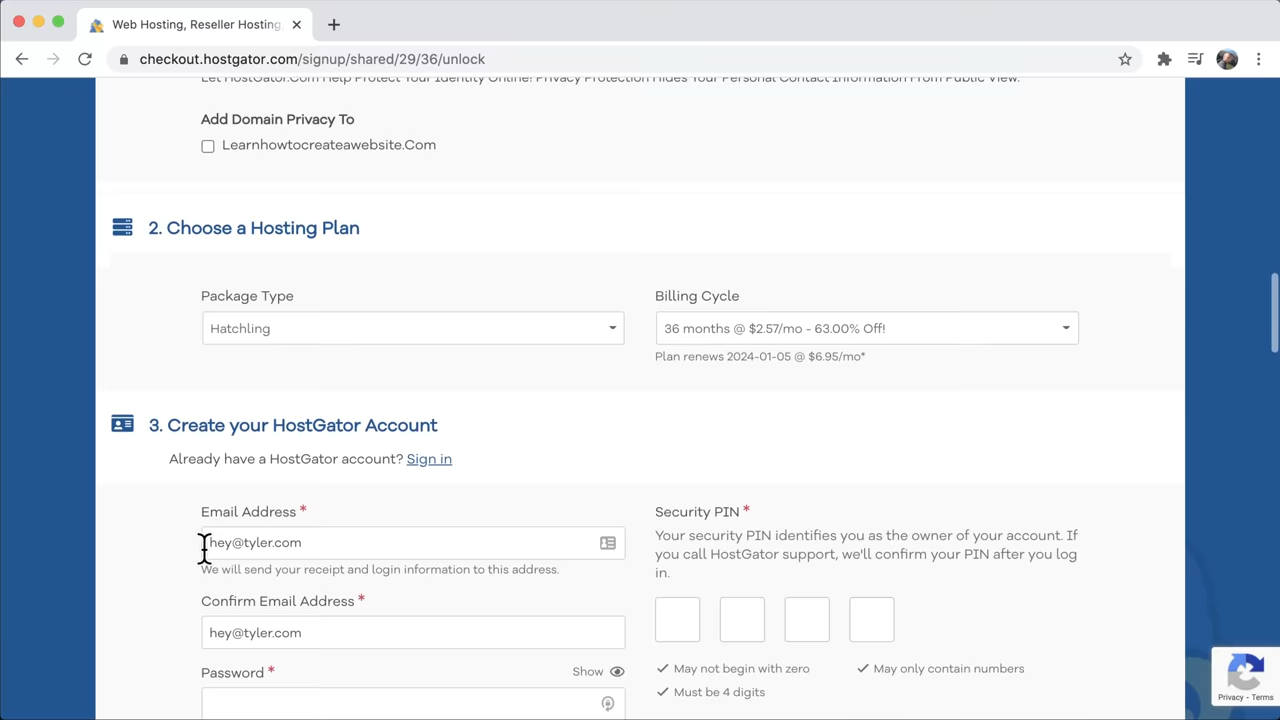 Web Hosting, Reseller Hosting,
checkout.hostgator.com/signup/shared/29/36/unlock
Let HostGator.Com Help Protect Your Identity Online! Privacy Protection Hides Your Personal Contact Information From Public View.
Add Domain Privacy To
Learnhowtocreateawebsite.Com
2. Choose a Hosting Plan
Package Type
Hatchling
Billing Cycle
36 months @ $2.57/mo - 63.00% Off!
Plan renews 2024-01-05 @ $6.95/mo*
3. Create your HostGator Account
Already have a HostGator account? Sign in
Email Address *
hey@tyler.com
We will send your receipt and login information to this address.
Confirm Email Address *
hey@tyler.com
Password *
Show
Security PIN *
Your security PIN identifies you as the owner of your account. If
you call HostGator support, we'll confirm your PIN after you log
in.
May not begin with zero
May only contain numbers
Must be 4 digits
Privacy - Terms